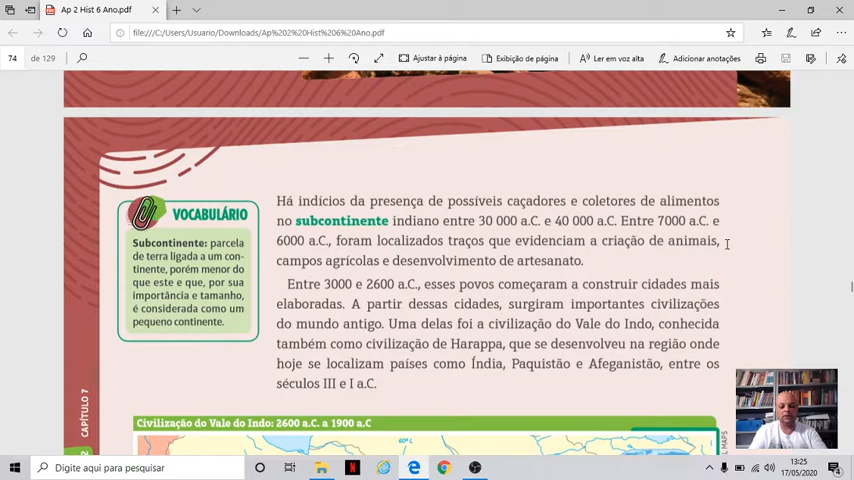 Ap 2 Hist 6 Ano.pdf
file:///C:/Users/Usuario/Downloads/Ap%202%20Hist%206%20Ano.pdf
74 de 129
Ajustar à página
Exibição de página
Ler em voz alta
Adicionar anotações
VOCABULÁRIO
Subcontinente: parcela
de terra ligada a um con-
tinente, porém menor do
que este e que, por sua
importância e tamanho,
é considerada como um
pequeno continente.
Há indícios da presença de possíveis caçadores e coletores de alimentos
no subcontinente indiano entre 30 000 a.C. e 40 000 a.C. Entre 7000 a.C. e
6000 a.C., foram localizados traços que evidenciam a criação de animais,
campos agrícolas e desenvolvimento de artesanato.
Entre 3000 e 2600 a.C., esses povos começaram a construir cidades mais
elaboradas. A partir dessas cidades, surgiram importantes civilizações
do mundo antigo. Uma delas foi a civilização do Vale do Indo, conhecida
também como civilização de Harappa, que se desenvolveu na região onde
hoje se localizam países como Índia, Paquistão e Afeganistão, entre os
séculos III e I a.C.
CAPÍTULO 7
Civilização do Vale do Indo: 2600 a.C. a 1900 a.C
60° L
Digite aqui para pesquisar
13:25
17/05/2020